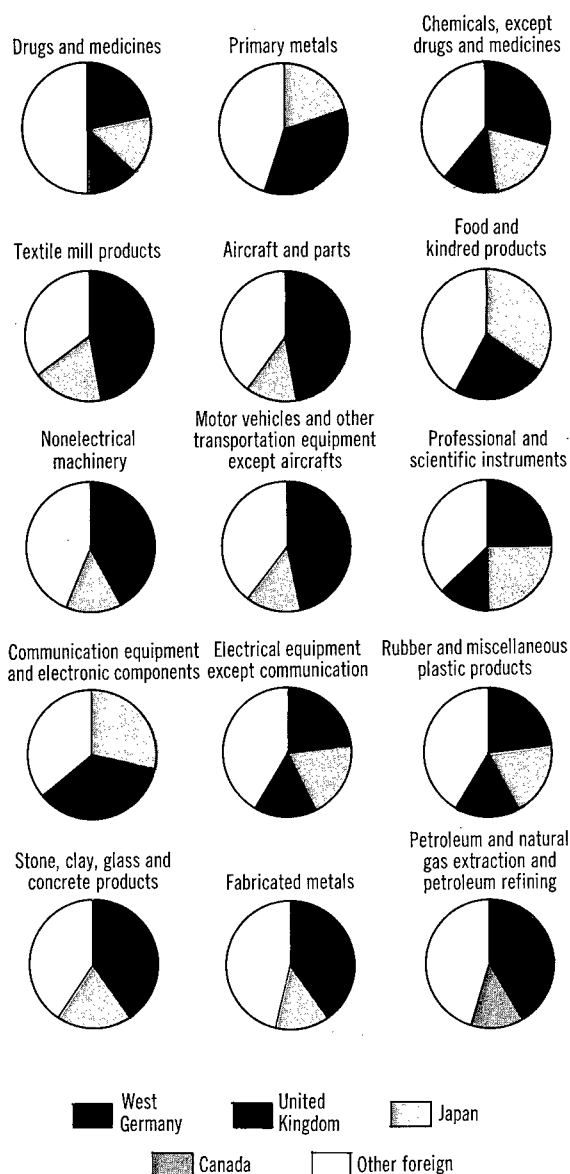 Drugs and medicines
Primary metals
Chemicals, except
drugs and medicines
Textile mill products
Aircraft and parts
Food and
kindred products
Nonelectrical
machinery
Motor vehicles and other
transportation equipment
except aircrafts
Professional and
scientific instruments
Communication equipment
and electronic components
Electrical equipment
except communication
Rubber and miscellaneous
plastic products
Stone, clay, glass and
concrete products
Fabricated metals
Petroleum and natural
gas extraction and
petroleum refining
West
Germany
United
Kingdom
Japan
Canada
Other foreign